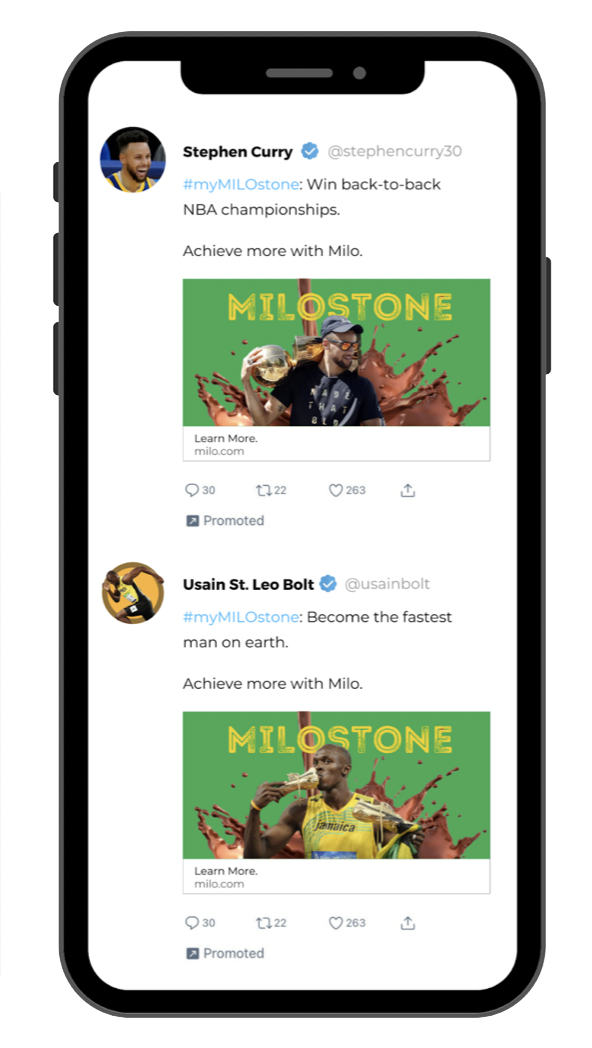 Stephen Curry @stephencurry30
#myMILOstone: Win back-to-back
NBA championships.
Achieve more with Milo.
MILOSTONE
MADE
THAT
Learn More.
milo.com
30 22 263
Promoted
Usain St. Leo Bolt @usainbolt
#myMILOstone: Become the fastest
man on earth.
Achieve more with Milo.
MILOSTONE
Jamaica
Learn More.
milo.com
30 22 263
Promoted